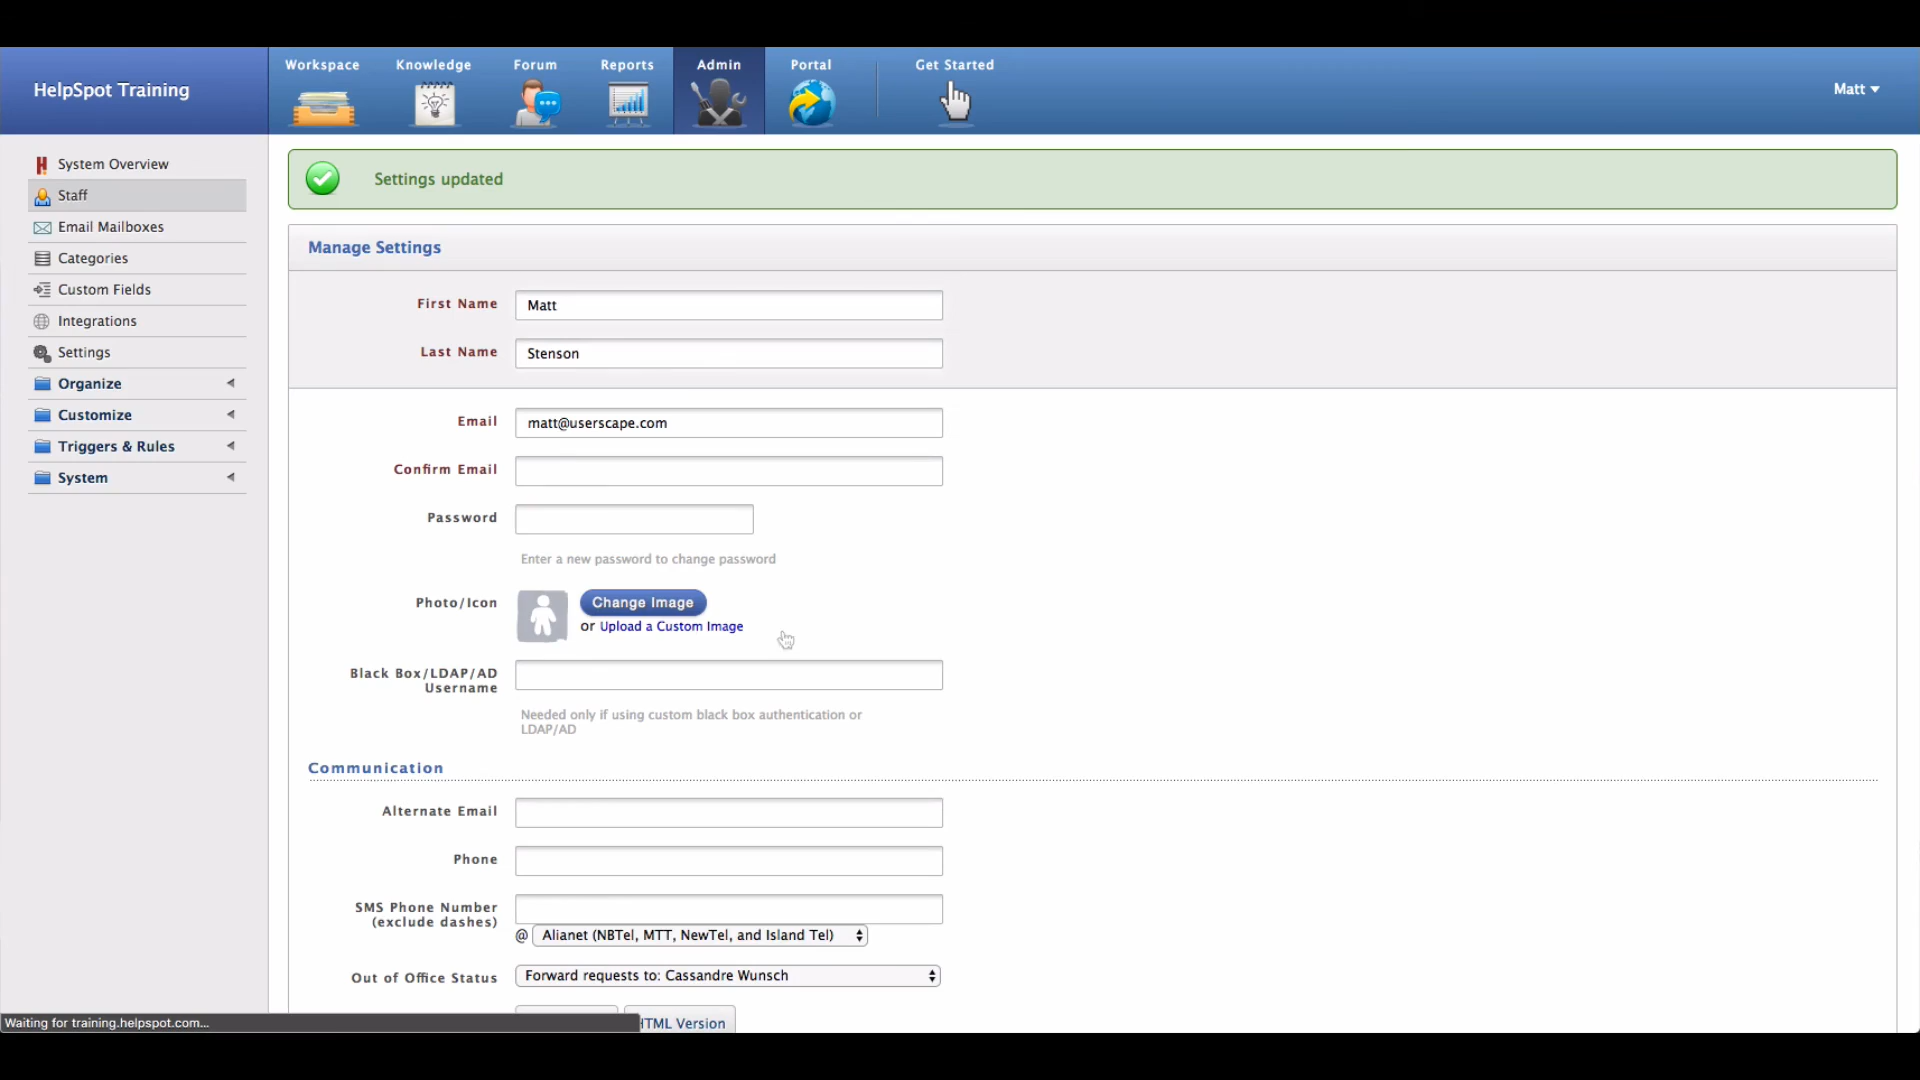 HelpSpot Training
Workspace
Knowledge
Forum
Reports
Admin
Portal
Get Started
Matt
System Overview
Staff
Email Mailboxes
Categories
Custom Fields
Integrations
Settings
Organize
Customize
Triggers & Rules
System
Settings updated
Manage Settings
First Name
Matt
Last Name
Stenson
Email
matt@userscape.com
Confirm Email
Password
Enter a new password to change password
Photo/Icon
Change Image
or Upload a Custom Image
Black Box/LDAP/AD
Username
Needed only if using custom black box authentication or
LDAP/AD
Communication
Alternate Email
Phone
SMS Phone Number
(exclude dashes)
@ Alianet (NBTel, MTT, NewTel, and Island Tel)
Out of Office Status
Forward requests to: Cassandre Wunsch
Waiting for training.helpspot.com...
HTML Version